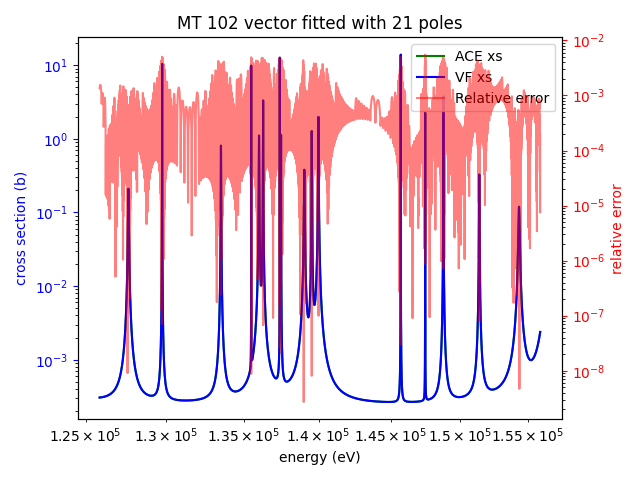 MT 102 vector fitted with 21 poles
ACE xs
VF xs
Relative error
cross section (b)
10¹
10⁰
10⁻¹
10⁻²
10⁻³
relative error
10⁻²
10⁻³
10⁻⁴
10⁻⁵
10⁻⁶
10⁻⁷
10⁻⁸
1.25 × 10⁵ 1.3 × 10⁵ 1.35 × 10⁵ 1.4 × 10⁵ 1.45 × 10⁵ 1.5 × 10⁵ 1.55 × 10⁵
energy (eV)